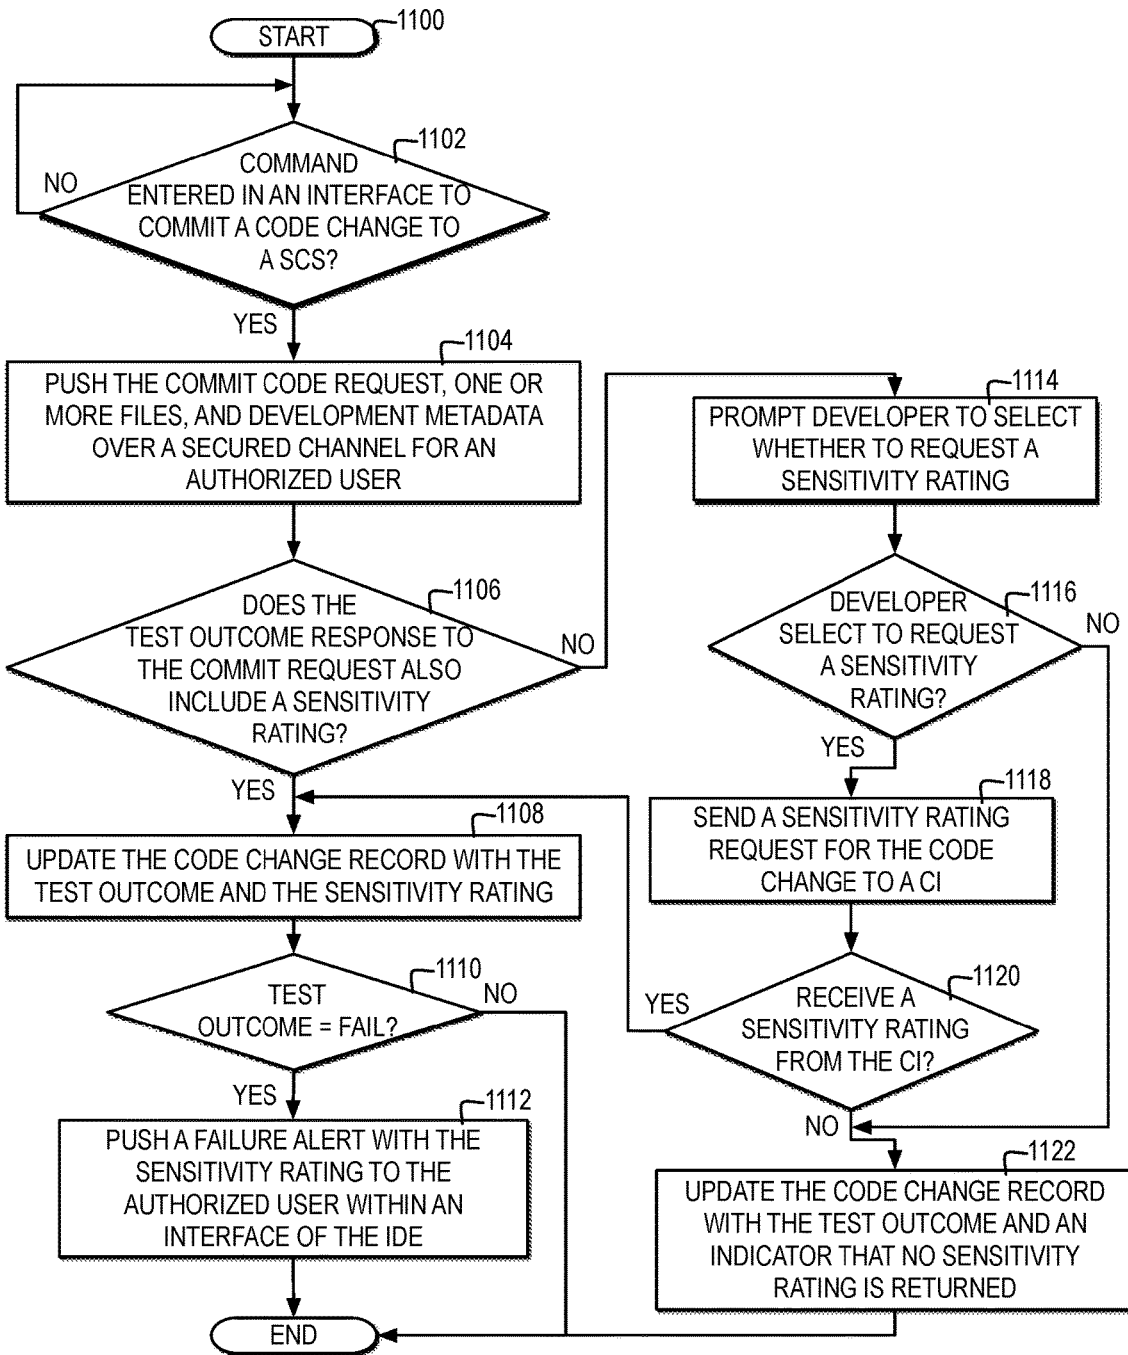 START
1100
1102
COMMAND
ENTERED IN AN INTERFACE TO
COMMIT A CODE CHANGE TO
A SCS?
NO
YES
1104
PUSH THE COMMIT CODE REQUEST, ONE OR
MORE FILES, AND DEVELOPMENT METADATA
OVER A SECURED CHANNEL FOR AN
AUTHORIZED USER
1106
DOES THE
TEST OUTCOME RESPONSE TO
THE COMMIT REQUEST ALSO
INCLUDE A SENSITIVITY
RATING?
NO
YES
1108
UPDATE THE CODE CHANGE RECORD WITH THE
TEST OUTCOME AND THE SENSITIVITY RATING
1110
TEST
OUTCOME = FAIL?
NO
YES
1112
PUSH A FAILURE ALERT WITH THE
SENSITIVITY RATING TO THE
AUTHORIZED USER WITHIN AN
INTERFACE OF THE IDE
END
1114
PROMPT DEVELOPER TO SELECT
WHETHER TO REQUEST A
SENSITIVITY RATING
1116
DEVELOPER
SELECT TO REQUEST
A SENSITIVITY
RATING?
NO
YES
1118
SEND A SENSITIVITY RATING
REQUEST FOR THE CODE
CHANGE TO A CI
1120
RECEIVE A
SENSITIVITY RATING
FROM THE CI?
YES
NO
1122
UPDATE THE CODE CHANGE RECORD
WITH THE TEST OUTCOME AND AN
INDICATOR THAT NO SENSITIVITY
RATING IS RETURNED